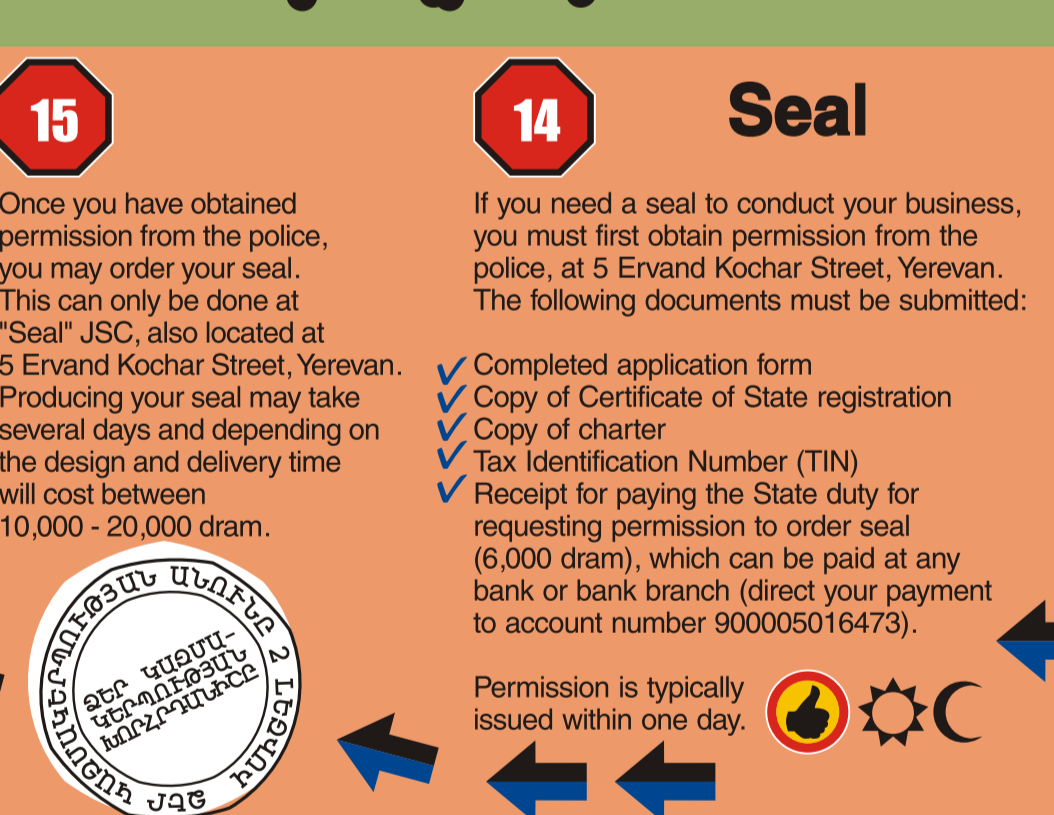 15
Once you have obtained
permission from the police,
you may order your seal.
This can only be done at
"Seal" JSC, also located at
5 Ervand Kochar Street, Yerevan.
Producing your seal may take
several days and depending on
the design and delivery time
will cost between
10,000 - 20,000 dram.
ՁԵՐ ԿԱԶՄԱ-
ԿԵՐՊՈՒԹՅԱՆ
ԽՈՐՀՐԴԱՆԻՇԸ
14
Seal
If you need a seal to conduct your business,
you must first obtain permission from the
police, at 5 Ervand Kochar Street, Yerevan.
The following documents must be submitted:
✓ Completed application form
✓ Copy of Certificate of State registration
✓ Copy of charter
✓ Tax Identification Number (TIN)
✓ Receipt for paying the State duty for
requesting permission to order seal
(6,000 dram), which can be paid at any
bank or bank branch (direct your payment
to account number 900005016473).
Permission is typically
issued within one day.